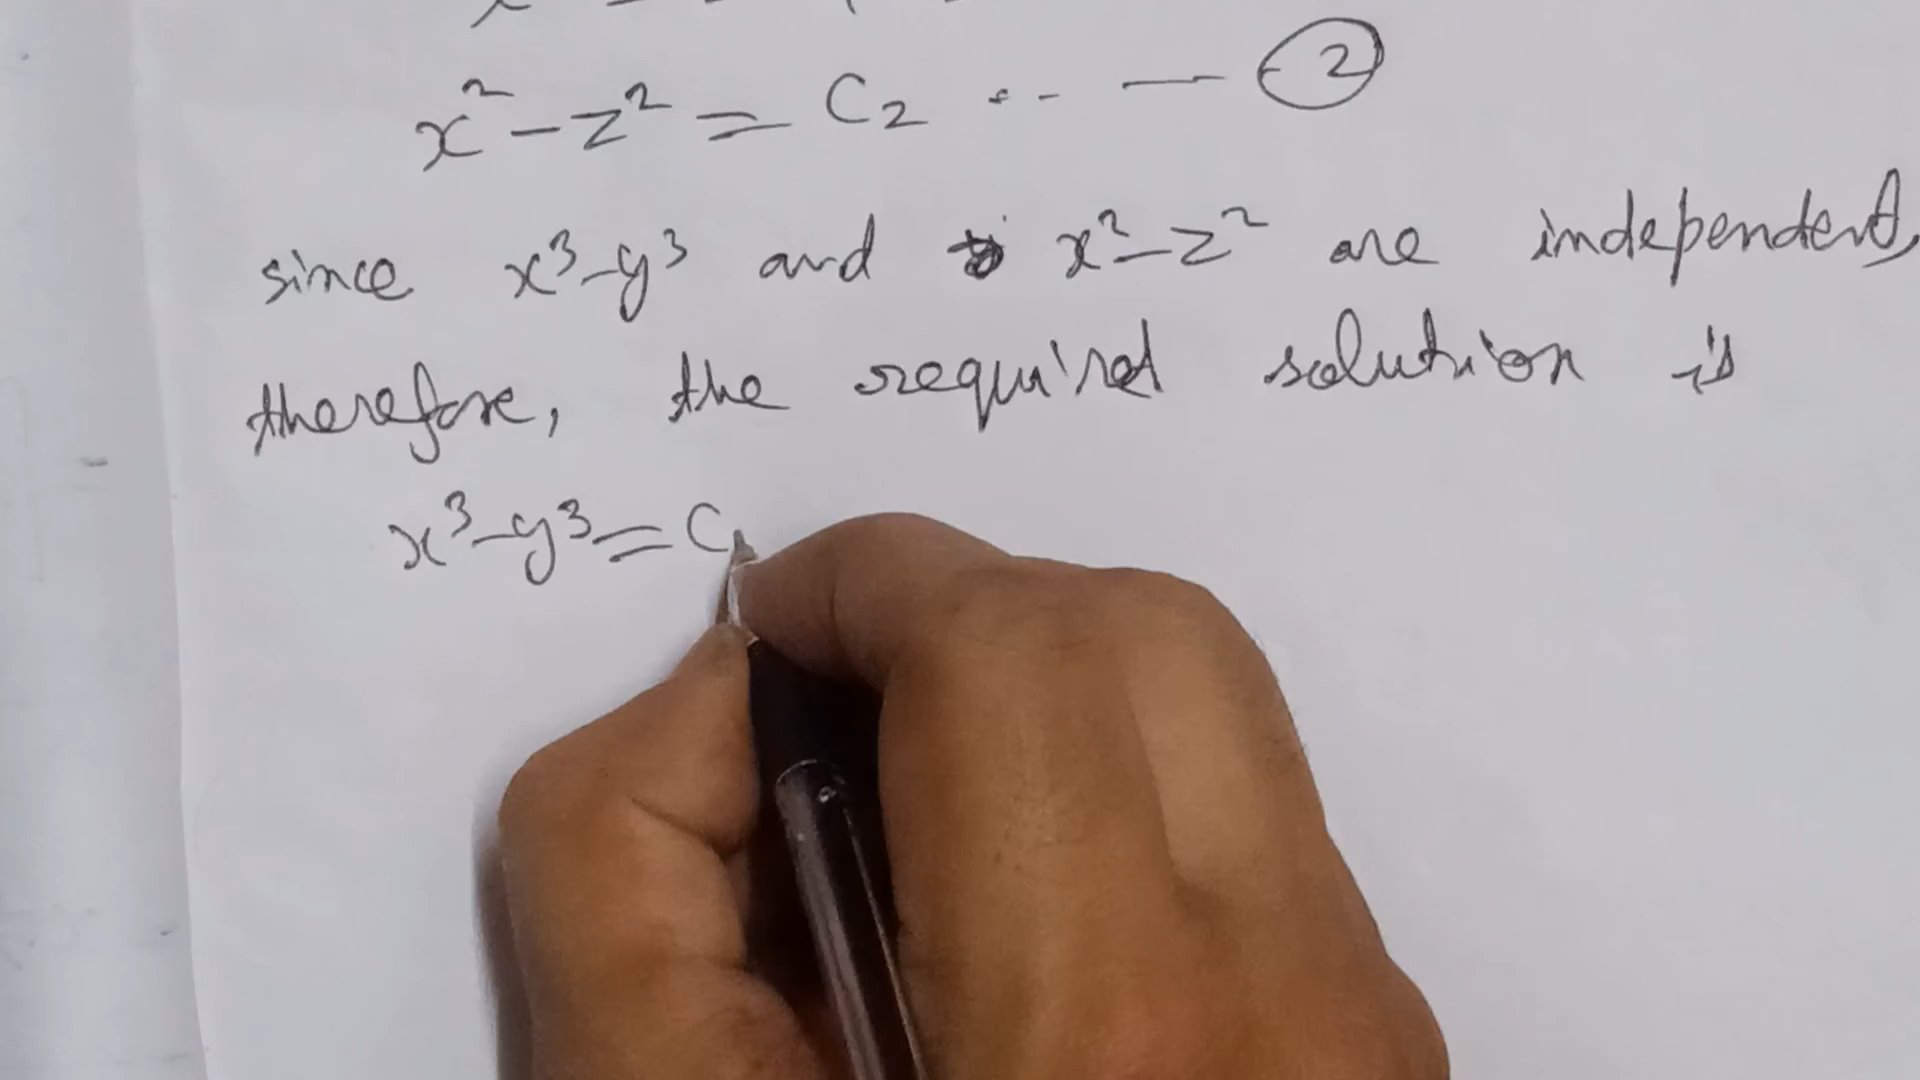 x² - z² = C₂ ... — (2)
since x³-y³ and x²-z² are independent,
therefore, the required solution is
x³-y³ = C